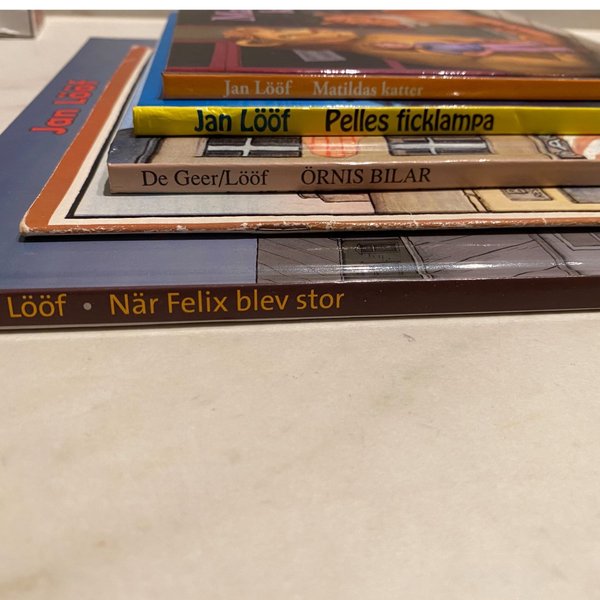 Jan Lööf Matildas katter
Jan Lööf Pelles ficklampa
De Geer/Lööf ÖRNIS BILAR
Jan Lööf
Lööf • När Felix blev stor